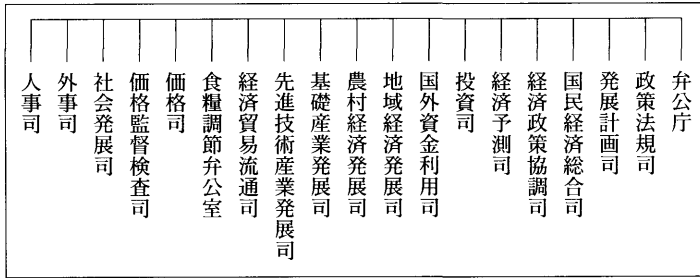 弁公庁
政策法規司
発展計画司
国民経済総合司
経済政策協調司
経済予測司
投資司
国外資金利用司
地域経済発展司
農村経済発展司
基礎産業発展司
先進技術産業発展司
経済貿易流通司
食糧調節弁公室
価格司
価格監督検査司
社会発展司
外事司
人事司